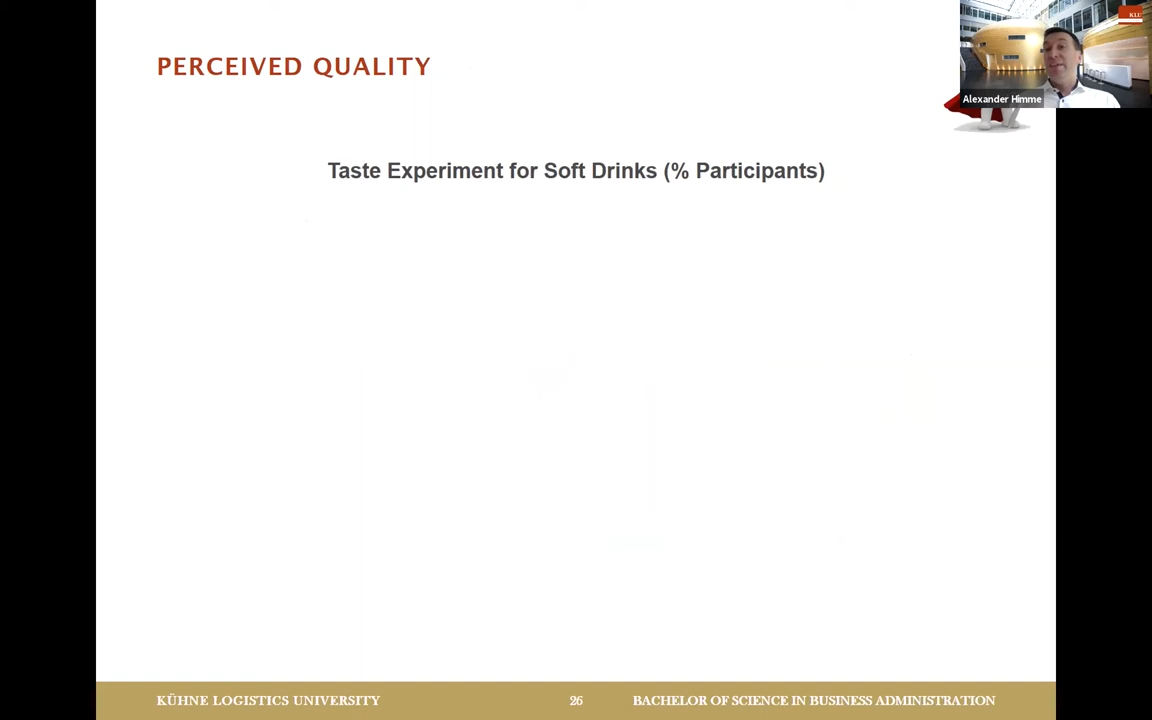 PERCEIVED QUALITY
KLU
Alexander Himme
Taste Experiment for Soft Drinks (% Participants)
KÜHNE LOGISTICS UNIVERSITY
26
BACHELOR OF SCIENCE IN BUSINESS ADMINISTRATION